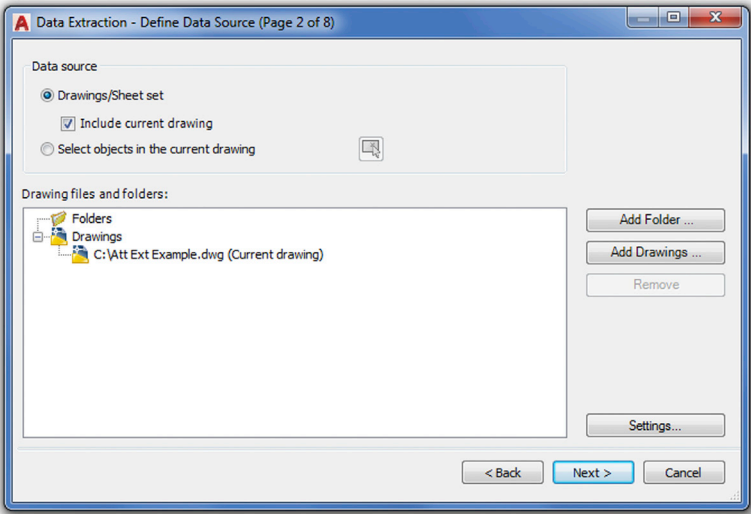 Data Extraction - Define Data Source (Page 2 of 8)
Data source
Drawings/Sheet set
Include current drawing
Select objects in the current drawing
Drawing files and folders:
Folders
Drawings
C:\Att Ext Example.dwg (Current drawing)
Add Folder ...
Add Drawings ...
Remove
Settings...
< Back
Next >
Cancel